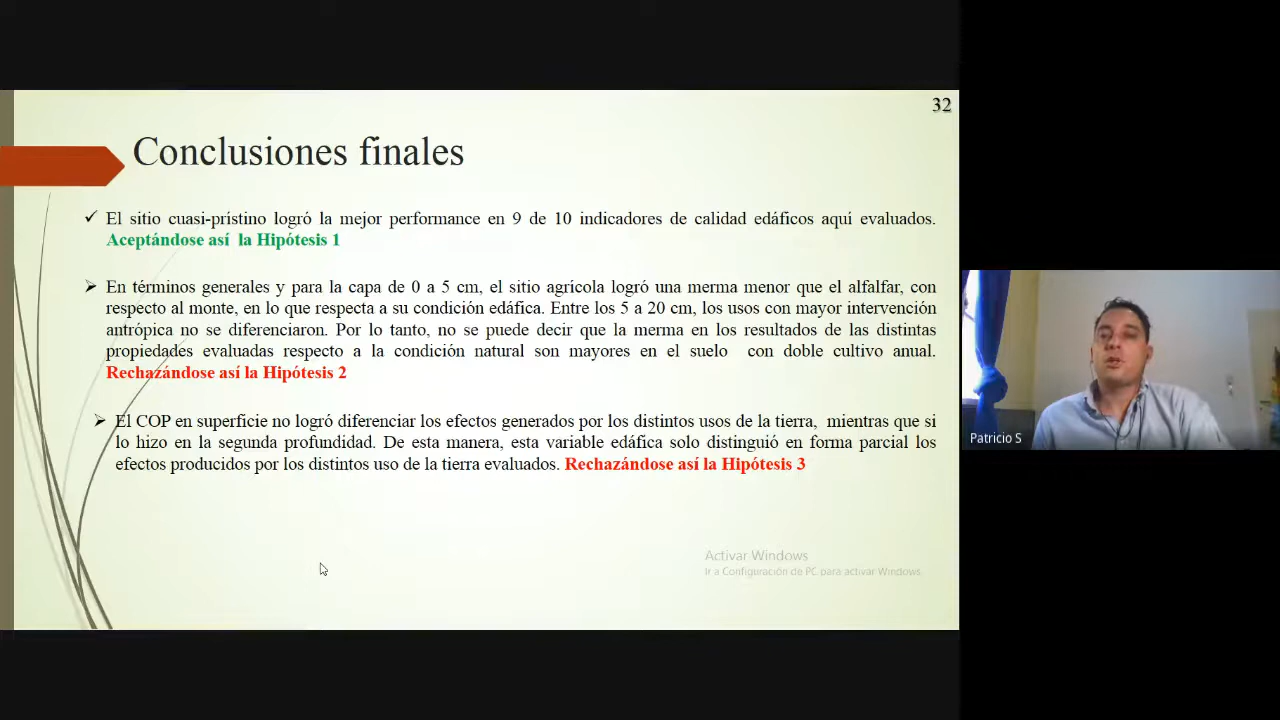 32
Conclusiones finales
El sitio cuasi-prístino logró la mejor performance en 9 de 10 indicadores de calidad edáficos aquí evaluados.
Aceptándose así la Hipótesis 1
En términos generales y para la capa de 0 a 5 cm, el sitio agrícola logró una merma menor que el alfalfar, con
respecto al monte, en lo que respecta a su condición edáfica. Entre los 5 a 20 cm, los usos con mayor intervención
antrópica no se diferenciaron. Por lo tanto, no se puede decir que la merma en los resultados de las distintas
propiedades evaluadas respecto a la condición natural son mayores en el suelo con doble cultivo anual.
Rechazándose así la Hipótesis 2
El COP en superficie no logró diferenciar los efectos generados por los distintos usos de la tierra, mientras que si
lo hizo en la segunda profundidad. De esta manera, esta variable edáfica solo distinguió en forma parcial los
efectos producidos por los distintos uso de la tierra evaluados. Rechazándose así la Hipótesis 3
Patricio S
Activar Windows
Ir a Configuración de PC para activar Windows.